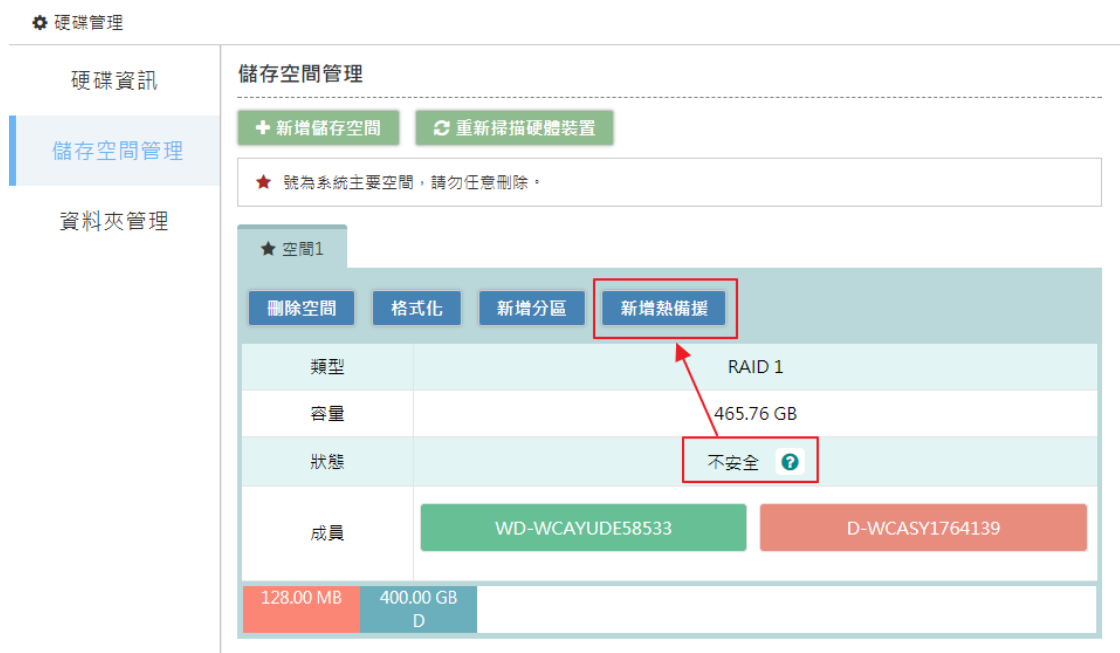 硬碟管理
硬碟資訊
儲存空間管理
資料夾管理
儲存空間管理
新增儲存空間 重新掃描硬體裝置
★ 號為系統主要空間，請勿任意刪除。
★ 空間1
刪除空間 格式化 新增分區 新增熱備援
類型 RAID 1
容量 465.76 GB
狀態 不安全 ?
成員 WD-WCAYUDE58533 D-WCASY1764139
128.00 MB 400.00 GB
D